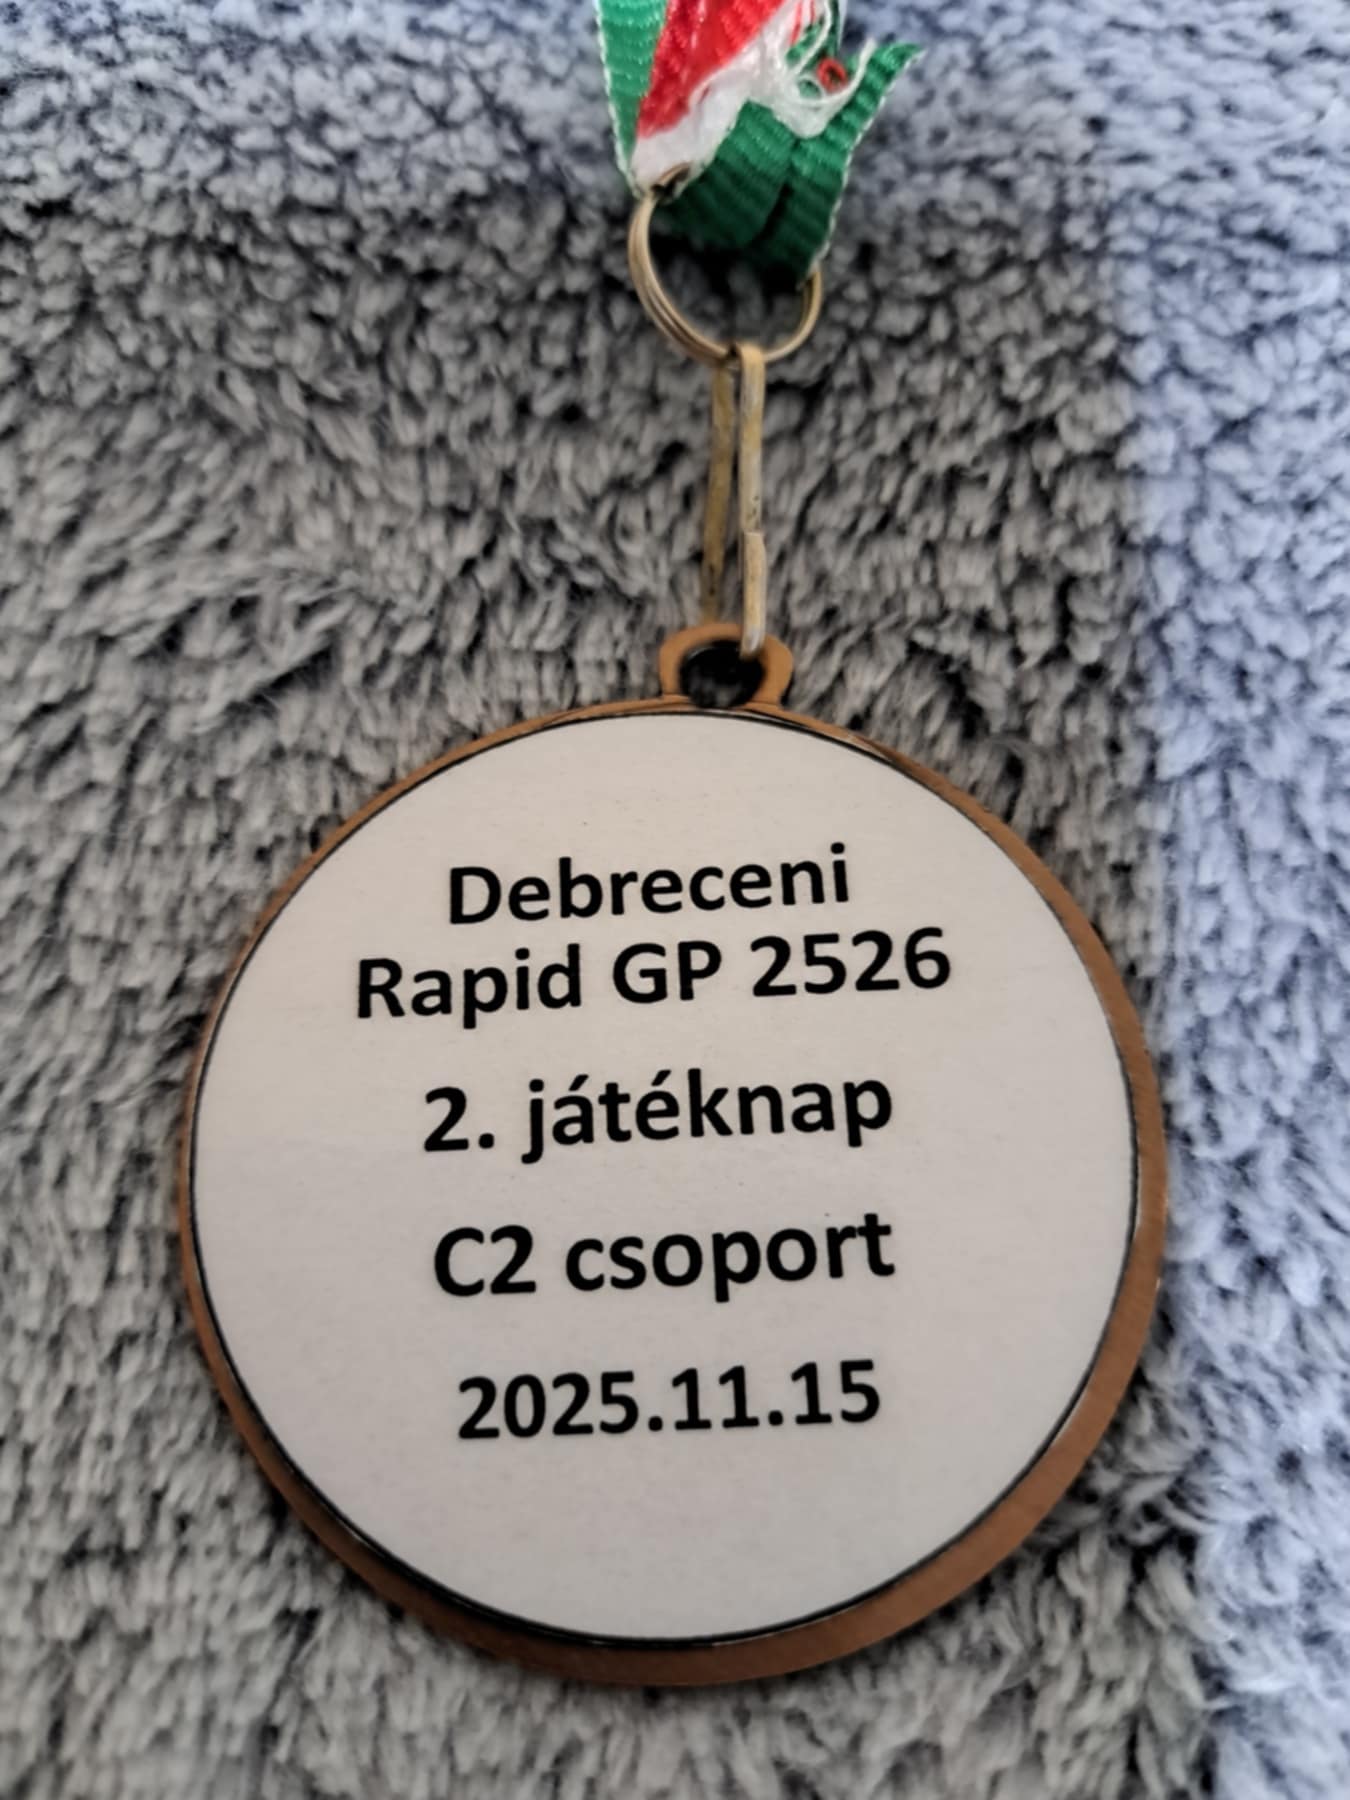 Debreceni
Rapid GP 2526
2. játéknap
C2 csoport
2025.11.15